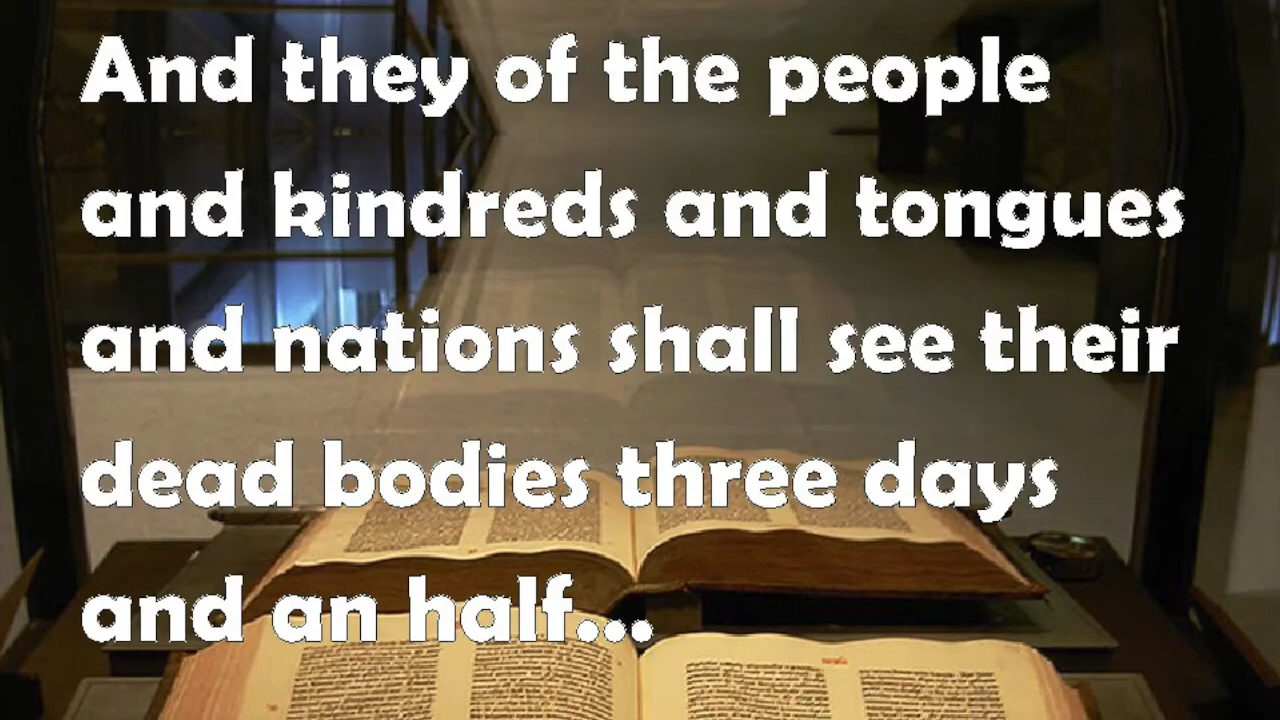 And they of the people
and kindreds and tongues
and nations shall see their
dead bodies three days
and an half...